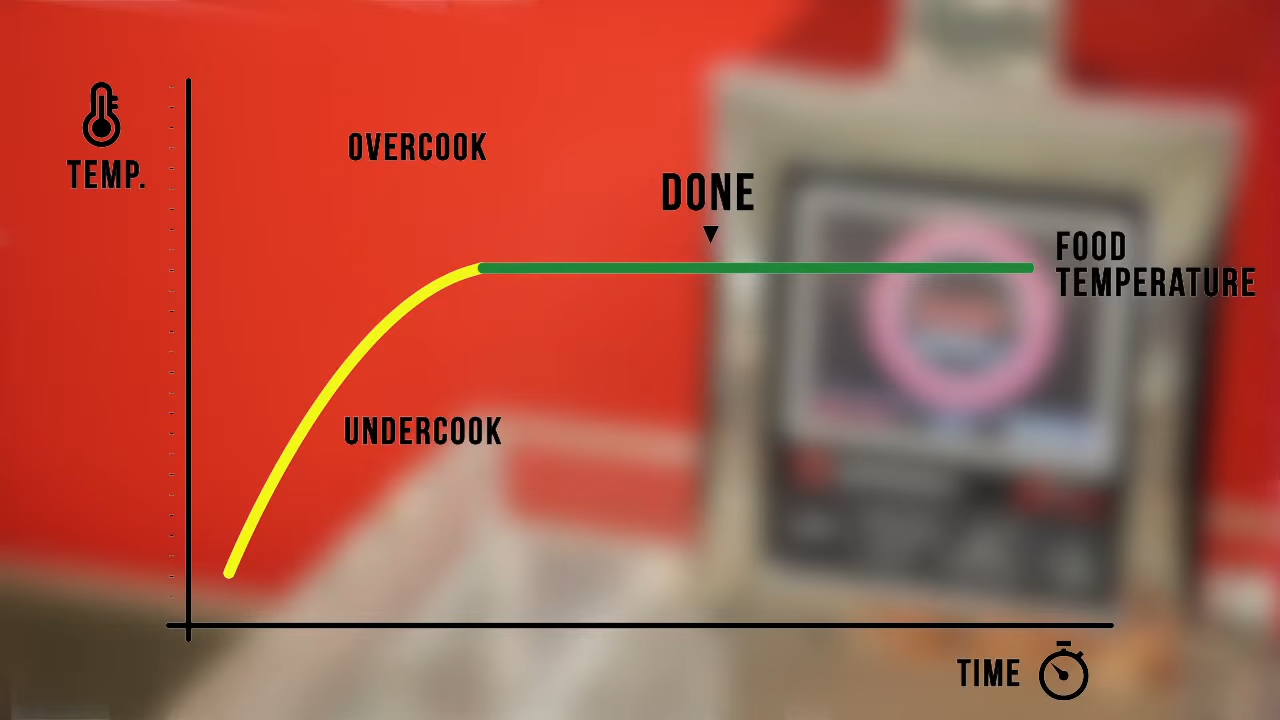 TEMP.
OVERCOOK
DONE
FOOD
TEMPERATURE
UNDERCOOK
TIME